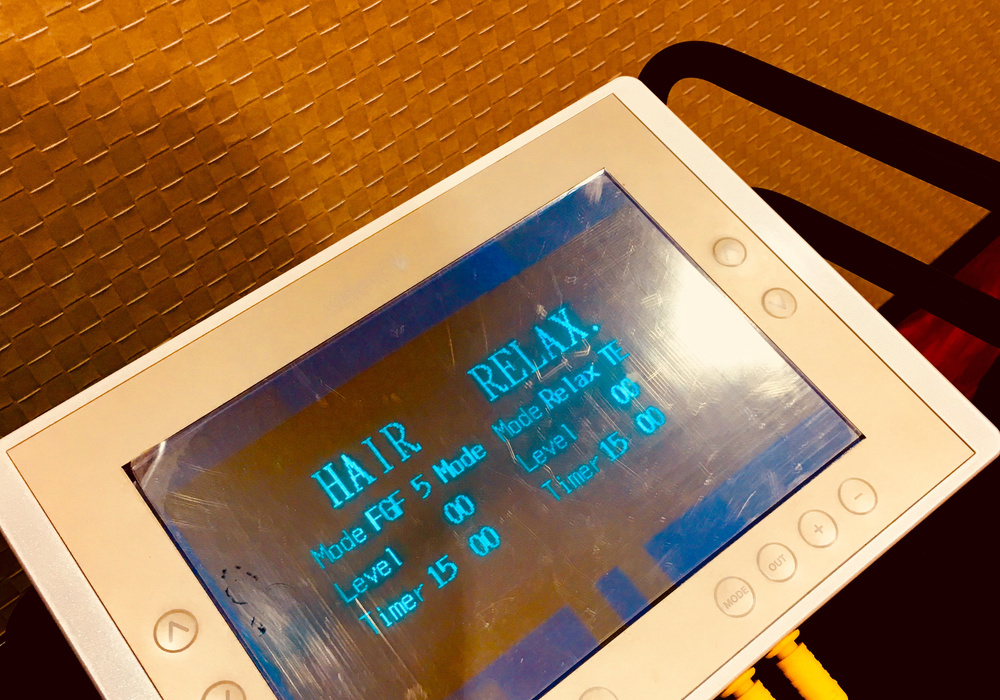 HAIR RELAX.
Mode FGF 5 Mode Mode Relax TE
Level 00 Level 00
Timer 15 00 Timer 15 00
MODE OUT + -